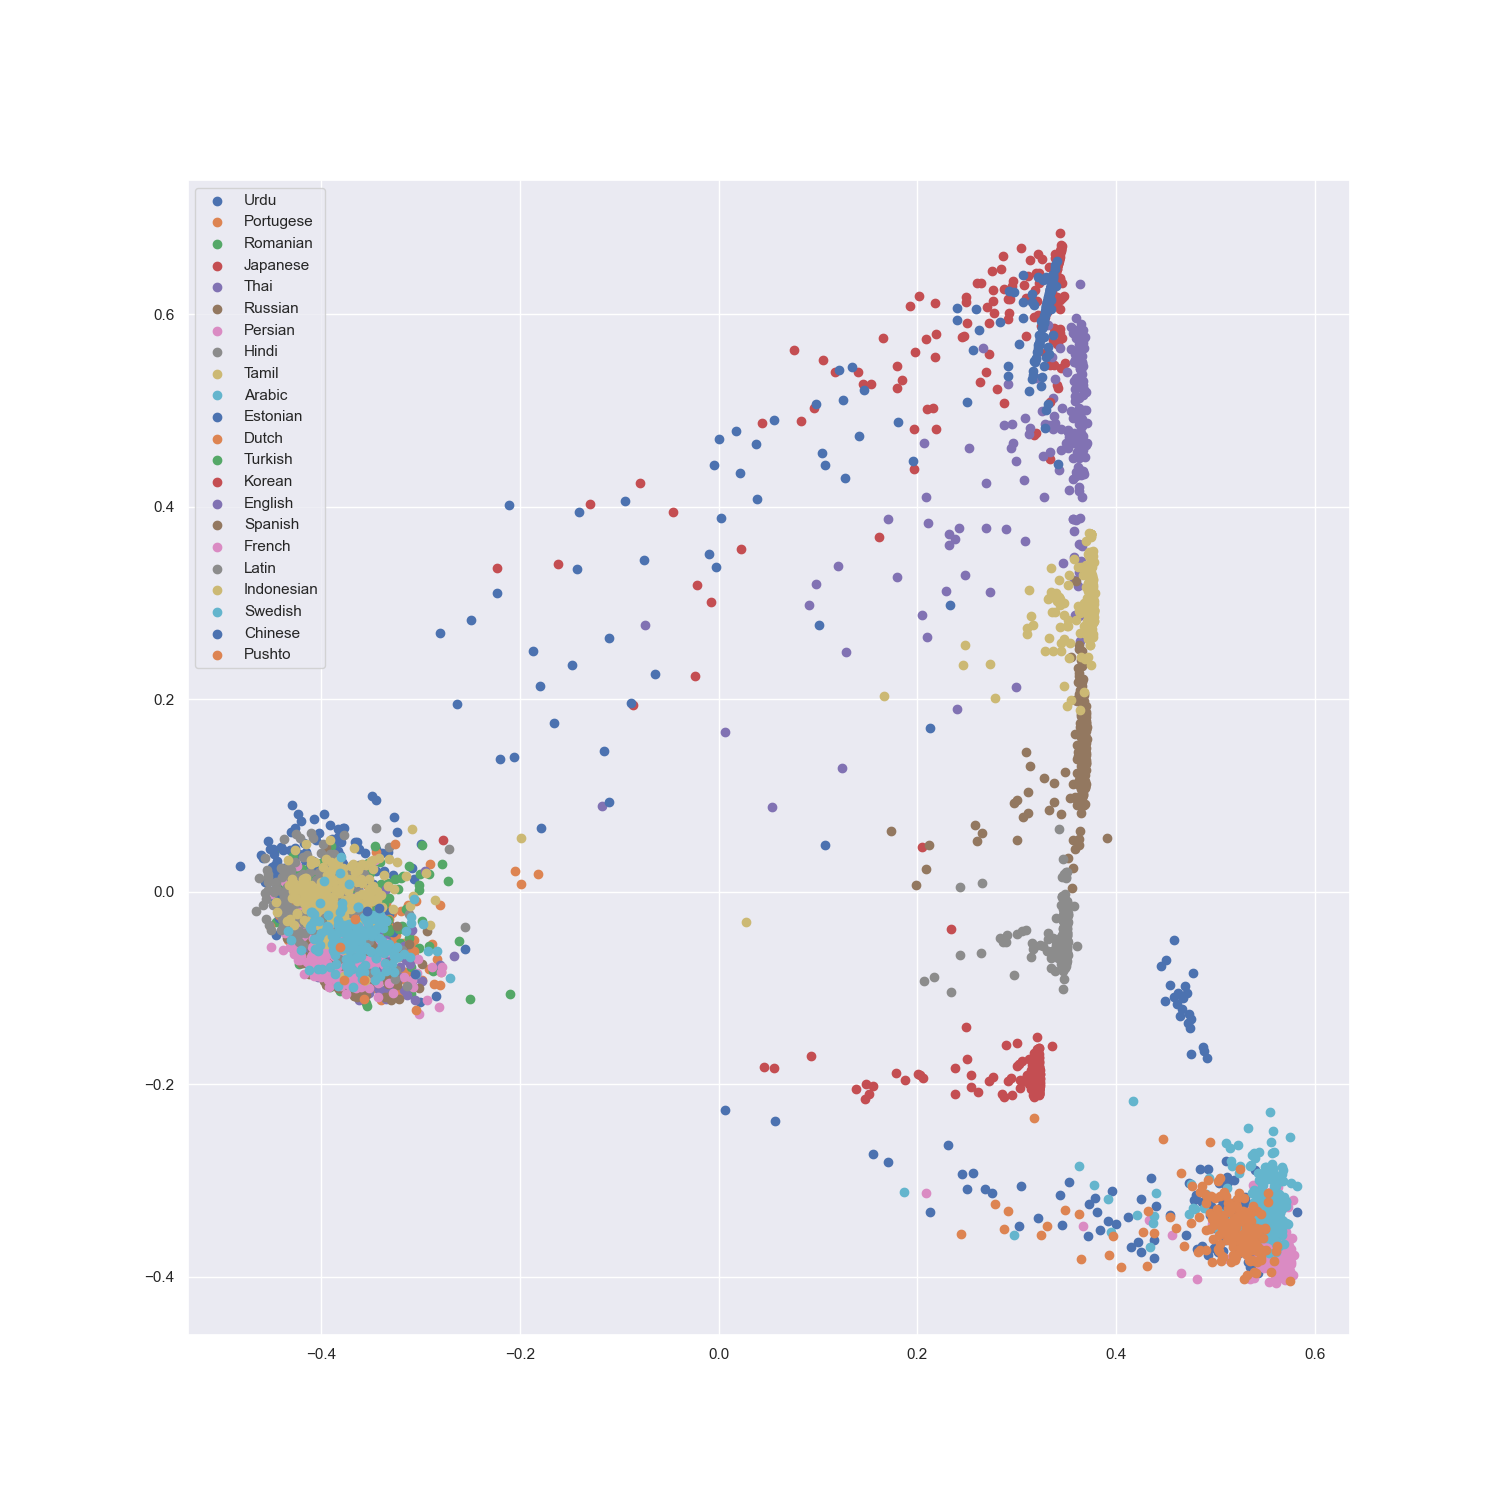 Urdu
Portugese
Romanian
Japanese
Thai
Russian
Persian
Hindi
Tamil
Arabic
Estonian
Dutch
Turkish
Korean
English
Spanish
French
Latin
Indonesian
Swedish
Chinese
Pushto
0.6
0.4
0.2
0.0
−0.2
−0.4
−0.4 −0.2 0.0 0.2 0.4 0.6